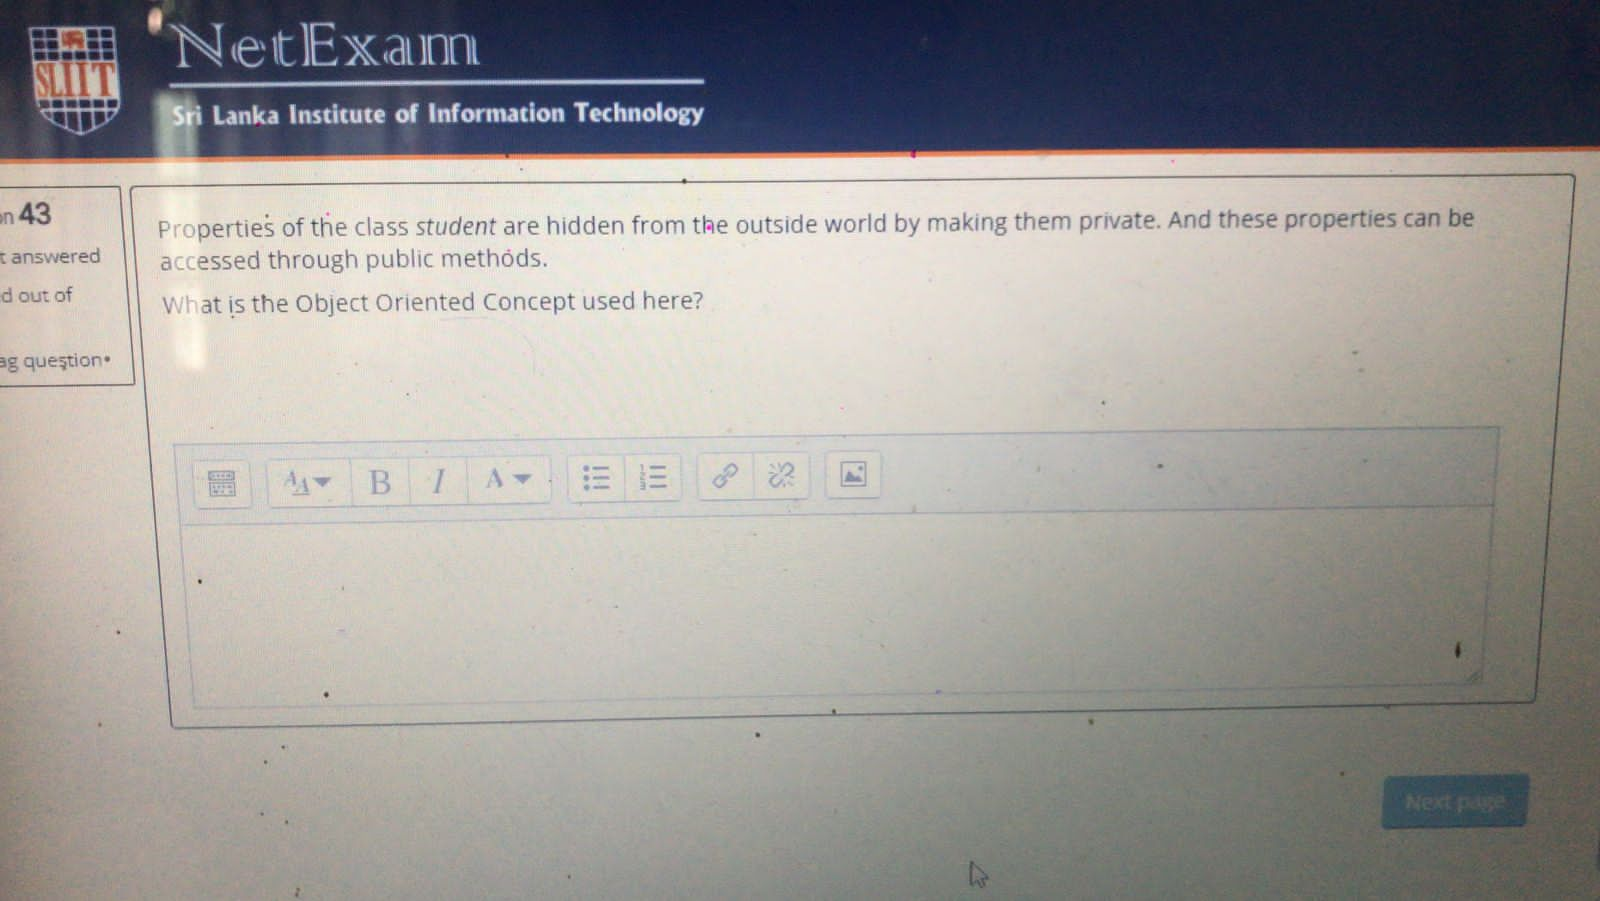 SLIIT
NetExam
Sri Lanka Institute of Information Technology
on 43
t answered
d out of
ag question
Properties of the class student are hidden from the outside world by making them private. And these properties can be
accessed through public methods.
What is the Object Oriented Concept used here?
B I A
Next page